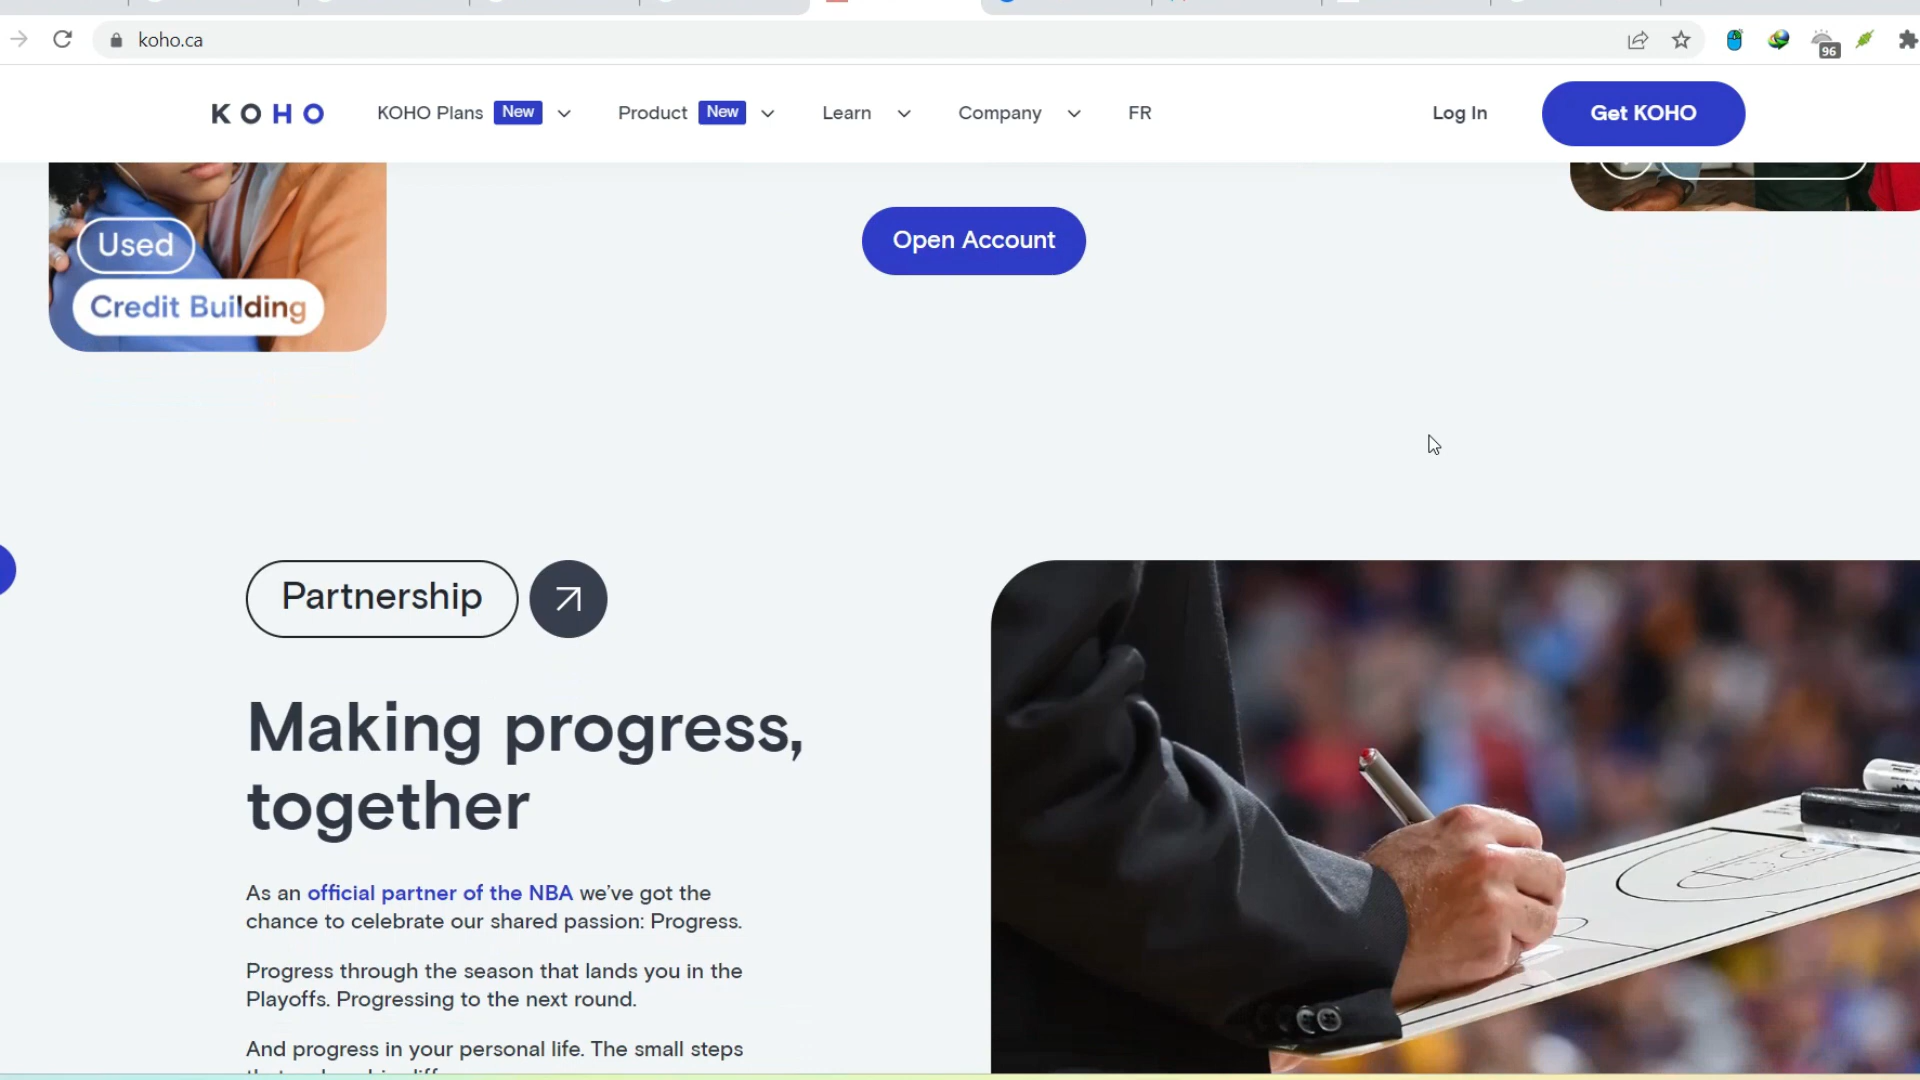 koho.ca
96
KOHO
KOHO Plans New
Product New
Learn
Company
FR
Log In
Get KOHO
Used
Credit Building
Open Account
Partnership
Making progress,
together
As an official partner of the NBA we've got the
chance to celebrate our shared passion: Progress.
Progress through the season that lands you in the
Playoffs. Progressing to the next round.
And progress in your personal life. The small steps